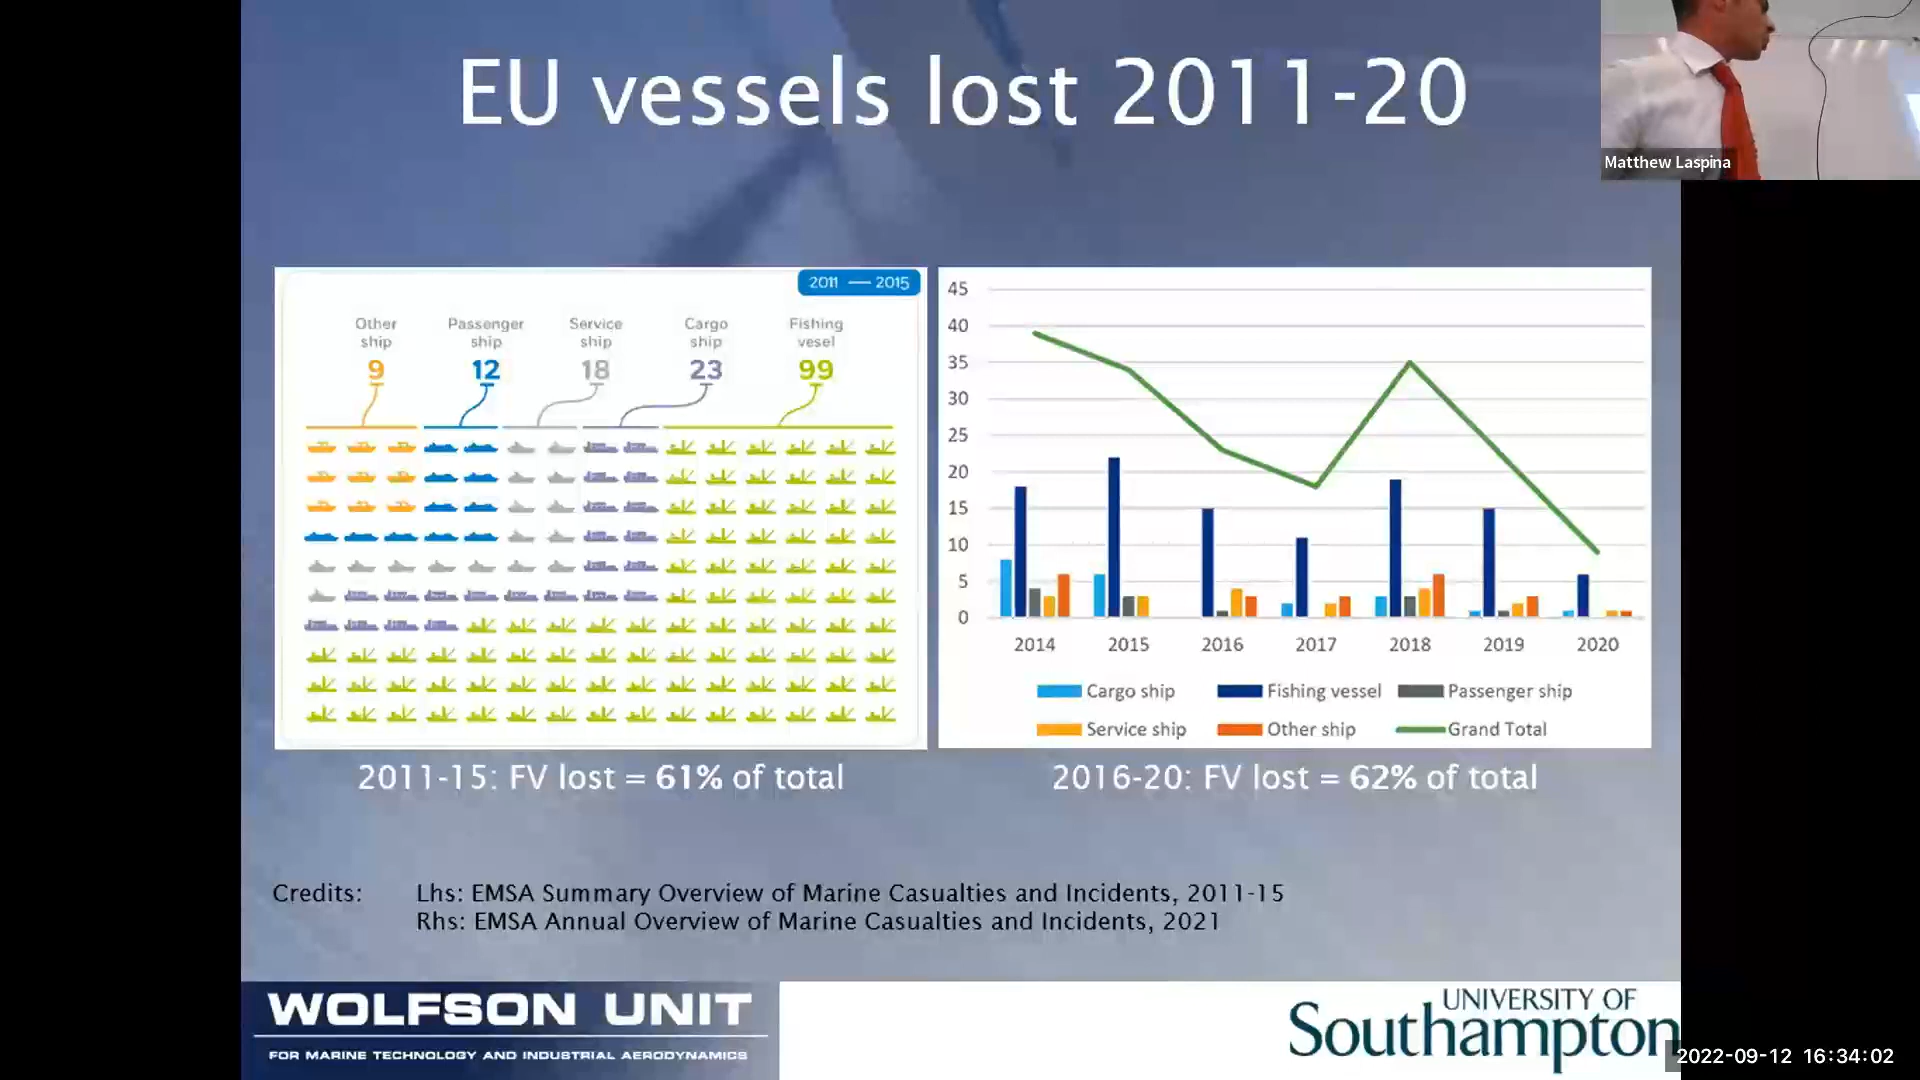 EU vessels lost 2011-20
Matthew Laspina
2011 — 2015
Other ship
9
Passenger ship
12
Service ship
18
Cargo ship
23
Fishing vesel
99
45
40
35
30
25
20
15
10
5
0
2014 2015 2016 2017 2018 2019 2020
Cargo ship Fishing vessel Passenger ship
Service ship Other ship Grand Total
2011-15: FV lost = 61% of total
2016-20: FV lost = 62% of total
Credits: Lhs: EMSA Summary Overview of Marine Casualties and Incidents, 2011-15
Rhs: EMSA Annual Overview of Marine Casualties and Incidents, 2021
WOLFSON UNIT
FOR MARINE TECHNOLOGY AND INDUSTRIAL AERODYNAMICS
UNIVERSITY OF
Southampton
2022-09-12 16:34:02